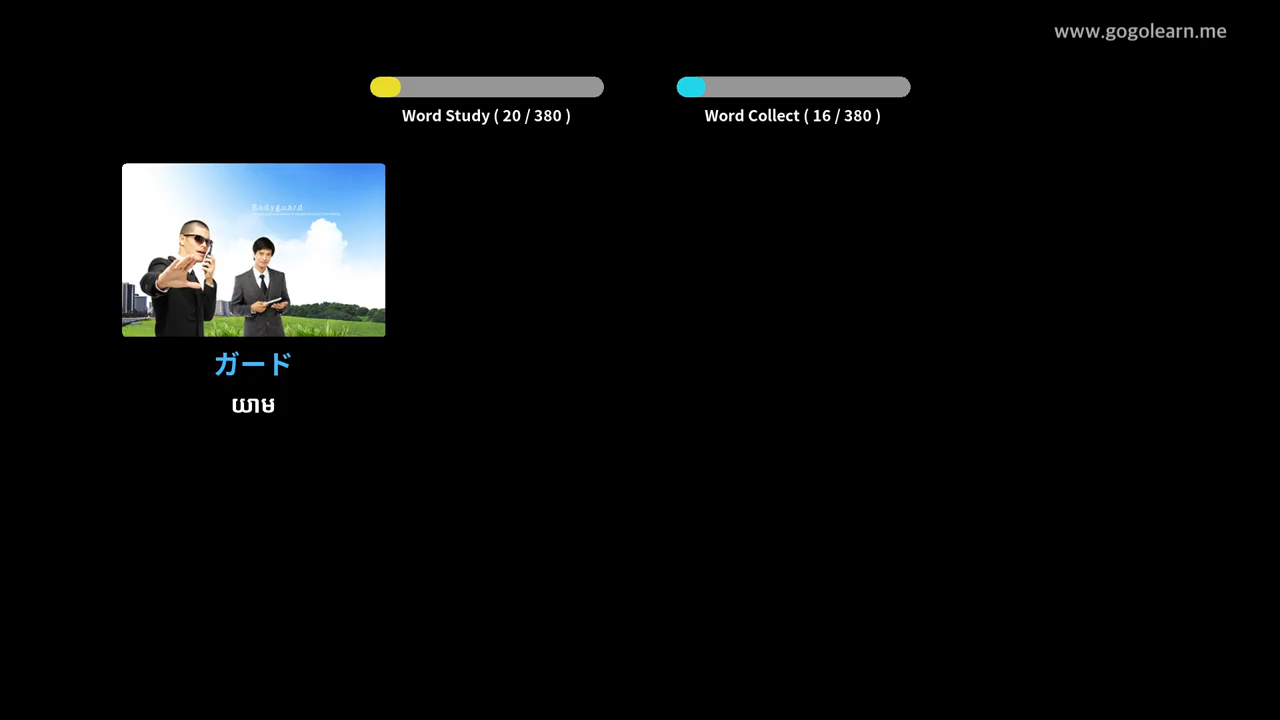 www.gogolearn.me
Word Study ( 20 / 380 )
Word Collect ( 16 / 380 )
Bodyguard
ガード
យាម